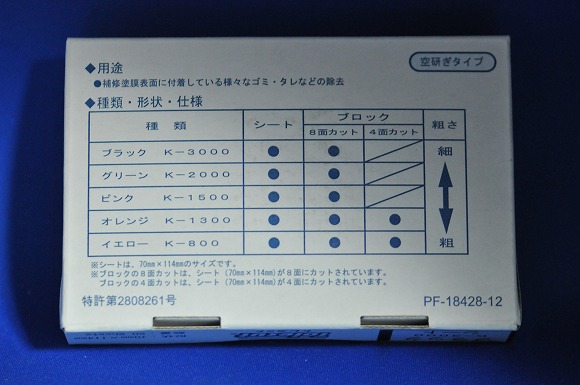 空研ぎタイプ
◆用途
●補修塗膜表面に付着している様々なゴミ・タレなどの除去
◆種類・形状・仕様
種類 シート ブロック 粗さ
8面カット 4面カット
ブラック K-3000 ● ● 細
グリーン K-2000 ● ●
ピンク K-1500 ● ●
オレンジ K-1300 ● ● ●
イエロー K-800 ● ● ● 粗
※シートは、70mm×114mmのサイズです。
※ブロックの8面カットは、シート(70mm×114mm)が8面にカットされています。
ブロックの4面カットは、シート(70mm×114mm)が4面にカットされています。
特許第2808261号
PF-18428-12